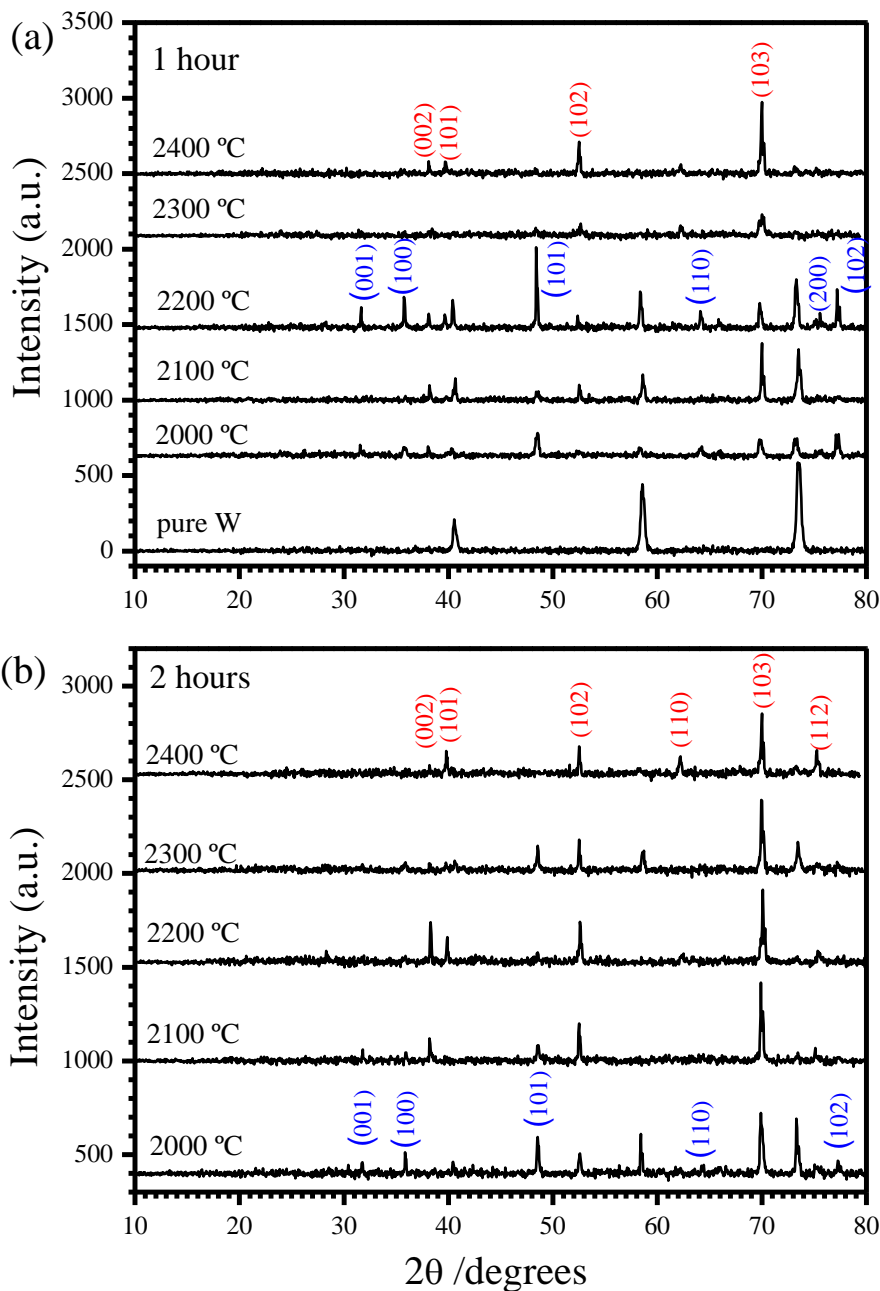 (a)
1 hour
3500
3000
2500
2000
1500
1000
500
0
Intensity (a.u.)
2400 ºC
2300 ºC
2200 ºC
2100 ºC
2000 ºC
pure W
(002)
(101)
(102)
(103)
(001)
(100)
(101)
(110)
(200)
(102)
10 20 30 40 50 60 70 80
(b)
2 hours
3000
2500
2000
1500
1000
500
Intensity (a.u.)
2400 ºC
2300 ºC
2200 ºC
2100 ºC
2000 ºC
(002)
(101)
(102)
(110)
(103)
(112)
(001)
(100)
(101)
(110)
(102)
10 20 30 40 50 60 70 80
2θ /degrees